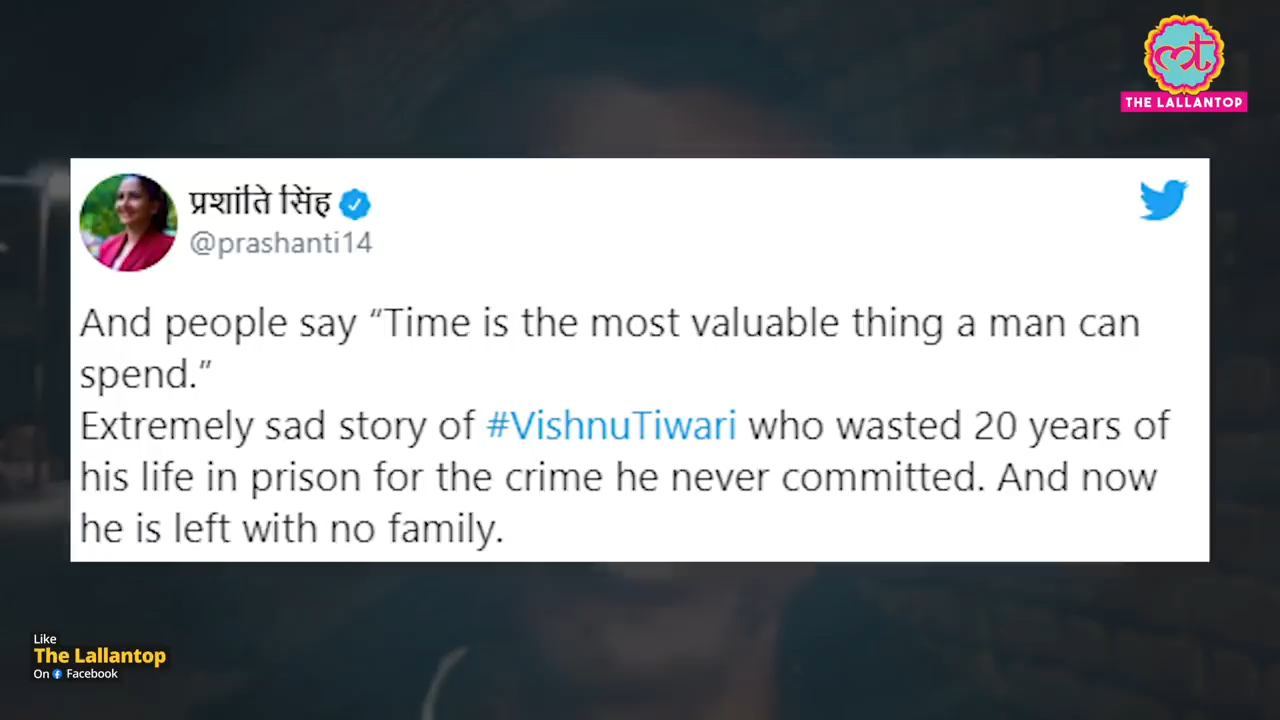 लT
THE LALLANTOP
प्रशांति सिंह
@prashanti14
And people say “Time is the most valuable thing a man can
spend.”
Extremely sad story of #VishnuTiwari who wasted 20 years of
his life in prison for the crime he never committed. And now
he is left with no family.
Like
The Lallantop
On Facebook